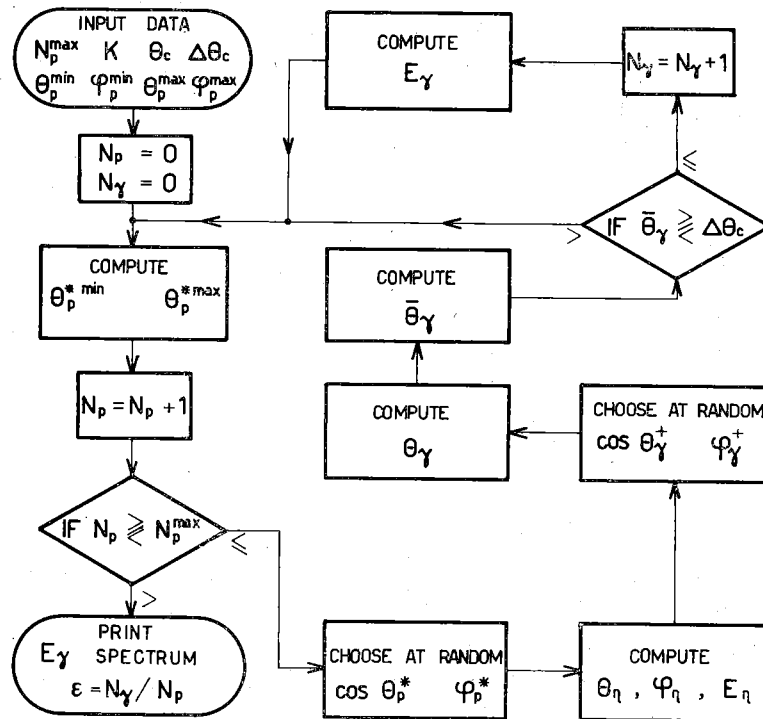 INPUT DATA
N_p^max K θ_c Δθ_c
θ_p^min φ_p^min θ_p^max φ_p^max
N_p = 0
N_γ = 0
COMPUTE
θ_p^*min θ_p^*max
N_p = N_p + 1
IF N_p ⋛ N_p^max
≤
>
PRINT
E_γ SPECTRUM
ε = N_γ / N_p
CHOOSE AT RANDOM
cos θ_p^* φ_p^*
COMPUTE
θ_η , φ_η , E_η
CHOOSE AT RANDOM
cos θ_γ^+ φ_γ^+
COMPUTE
θ_γ
COMPUTE
θ̄_γ
IF θ̄_γ ⋛ Δθ_c
>
≤
N_γ = N_γ + 1
COMPUTE
E_γ